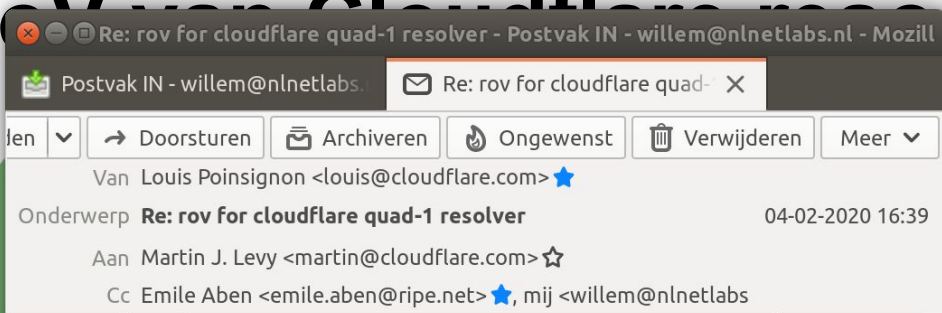 van Cloudflare
Re: rov for cloudflare quad-1 resolver - Postvak IN - willem@nlnetlabs.nl - Mozill
Postvak IN - willem@nlnetlabs. Re: rov for cloudflare quad-
Doorsturen Archiveren Ongewenst Verwijderen Meer
Van Louis Poinsignon <louis@cloudflare.com>
Onderwerp Re: rov for cloudflare quad-1 resolver 04-02-2020 16:39
Aan Martin J. Levy <martin@cloudflare.com>
Cc Emile Aben <emile.aben@ripe.net>, mij <willem@nlnetlabs